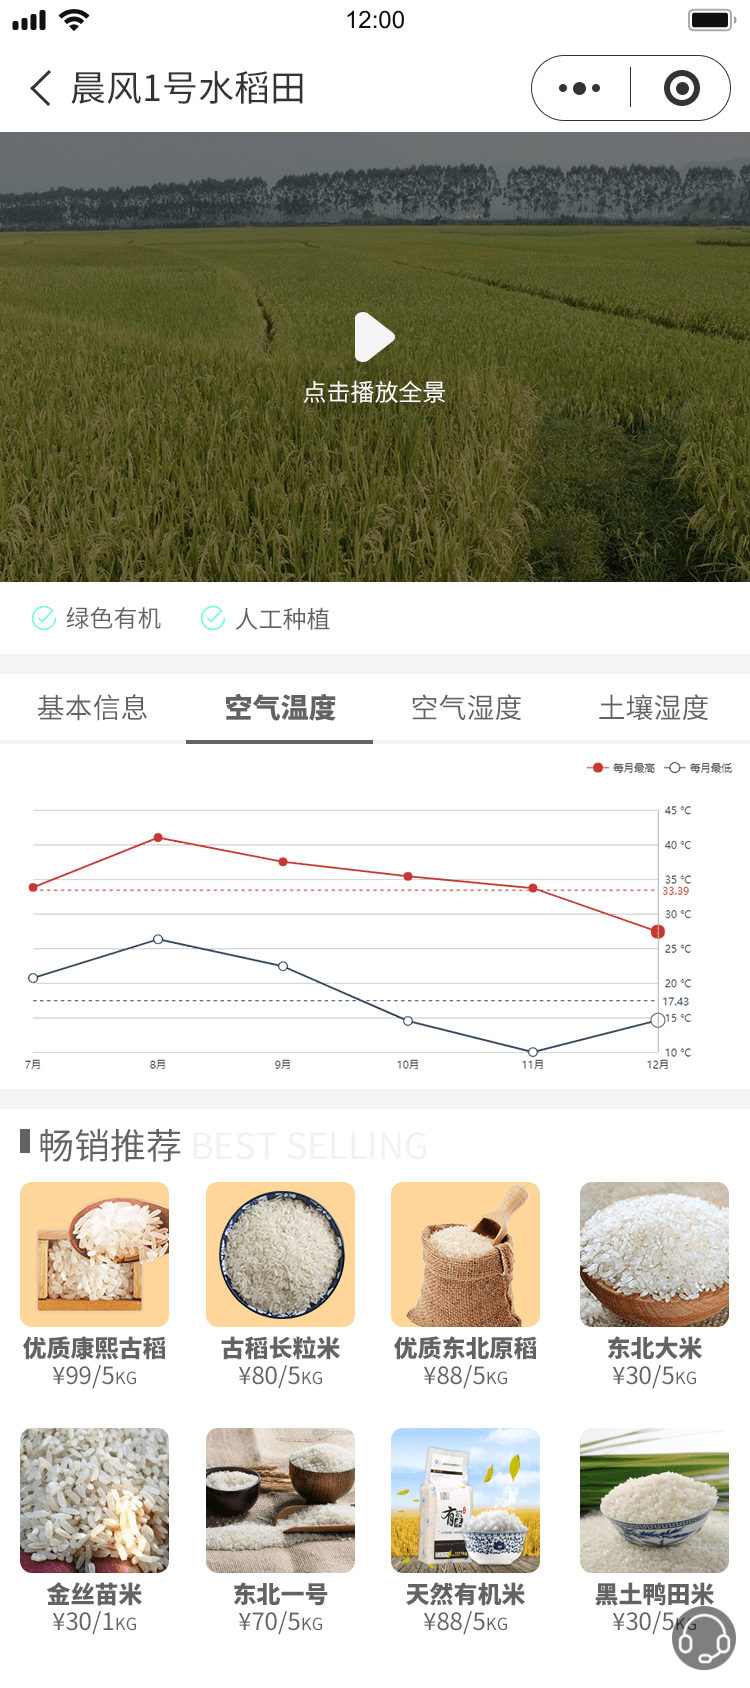 12:00
晨风1号水稻田
点击播放全景
绿色有机 人工种植
基本信息 空气温度 空气湿度 土壤湿度
每月最高 每月最低
45 °C
40 °C
35 °C
33.39
30 °C
25 °C
20 °C
17.43
15 °C
10 °C
7月 8月 9月 10月 11月 12月
畅销推荐 BEST SELLING
优质康熙古稻 古稻长粒米 优质东北原稻 东北大米
¥99/5KG ¥80/5KG ¥88/5KG ¥30/5KG
有
金丝苗米 东北一号 天然有机米 黑土鸭田米
¥30/1KG ¥70/5KG ¥88/5KG ¥30/5KG